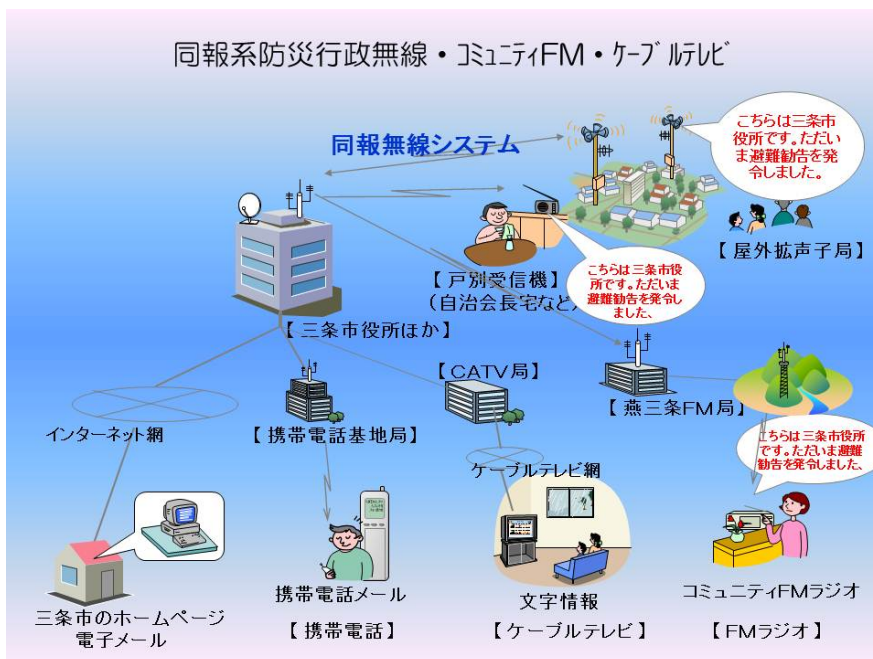 同報系防災行政無線・ｺﾐｭﾆﾃｨFM・ｹｰﾌﾞﾙﾃﾚﾋﾞ
同報無線システム
こちらは三条市
役所です。ただい
ま避難勧告を発
令しました。
【屋外拡声子局】
【戸別受信機】
（自治会長宅など
こちらは三条市役
所です。ただいま
避難勧告を発令し
ました、
【三条市役所ほか】
【CATV局】
【燕三条FM局】
インターネット網
【携帯電話基地局】
こちらは三条市役所
です。ただいま避難
勧告を発令しました、
ケーブルテレビ網
三条市のホームページ
電子メール
携帯電話メール
【携帯電話】
文字情報
【ケーブルテレビ】
コミュニティFMラジオ
【FMラジオ】